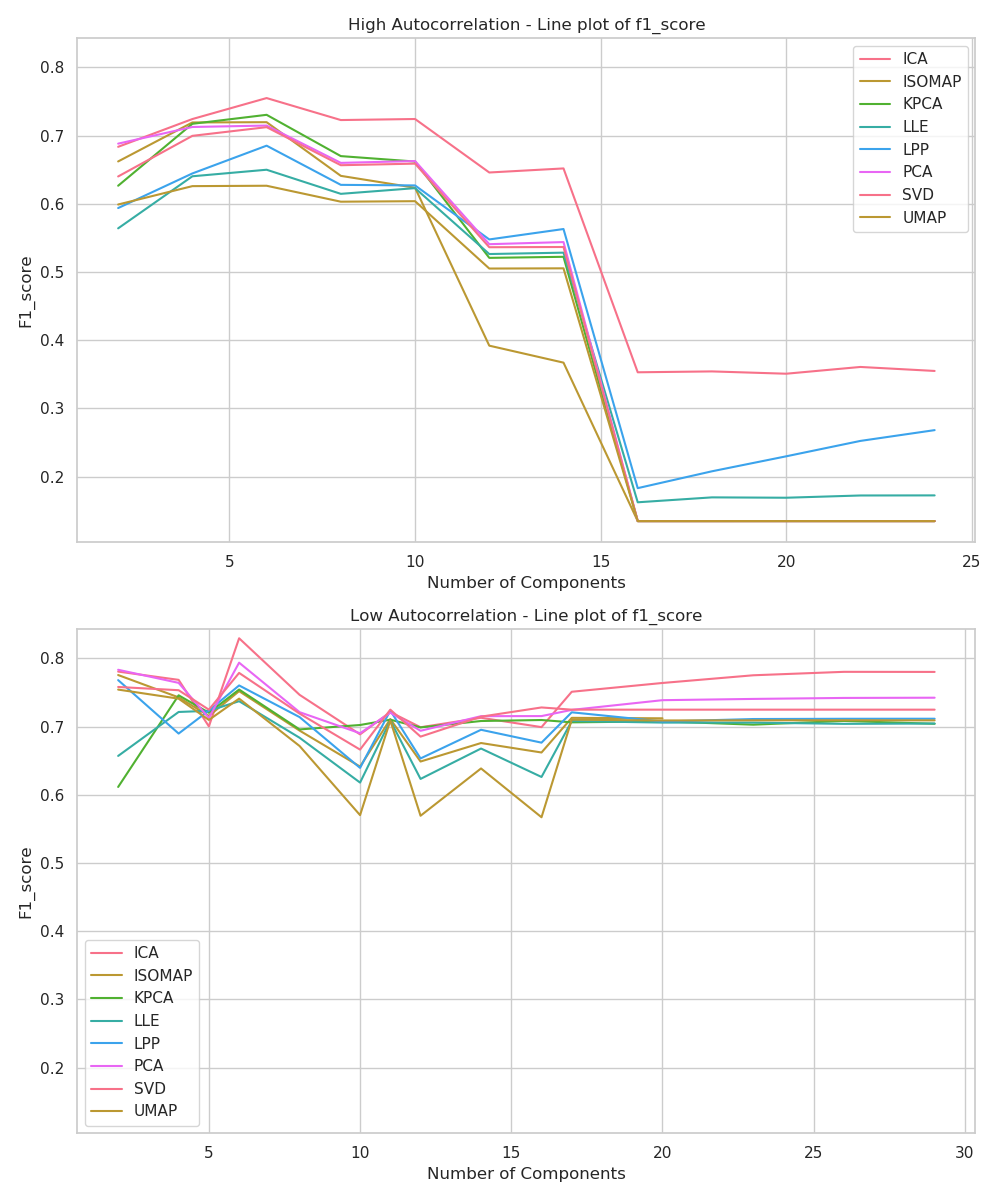 High Autocorrelation - Line plot of f1_score
F1_score
0.8
0.7
0.6
0.5
0.4
0.3
0.2
ICA
ISOMAP
KPCA
LLE
LPP
PCA
SVD
UMAP
5
10
15
20
25
Number of Components
Low Autocorrelation - Line plot of f1_score
F1_score
0.8
0.7
0.6
0.5
0.4
0.3
0.2
ICA
ISOMAP
KPCA
LLE
LPP
PCA
SVD
UMAP
5
10
15
20
25
30
Number of Components